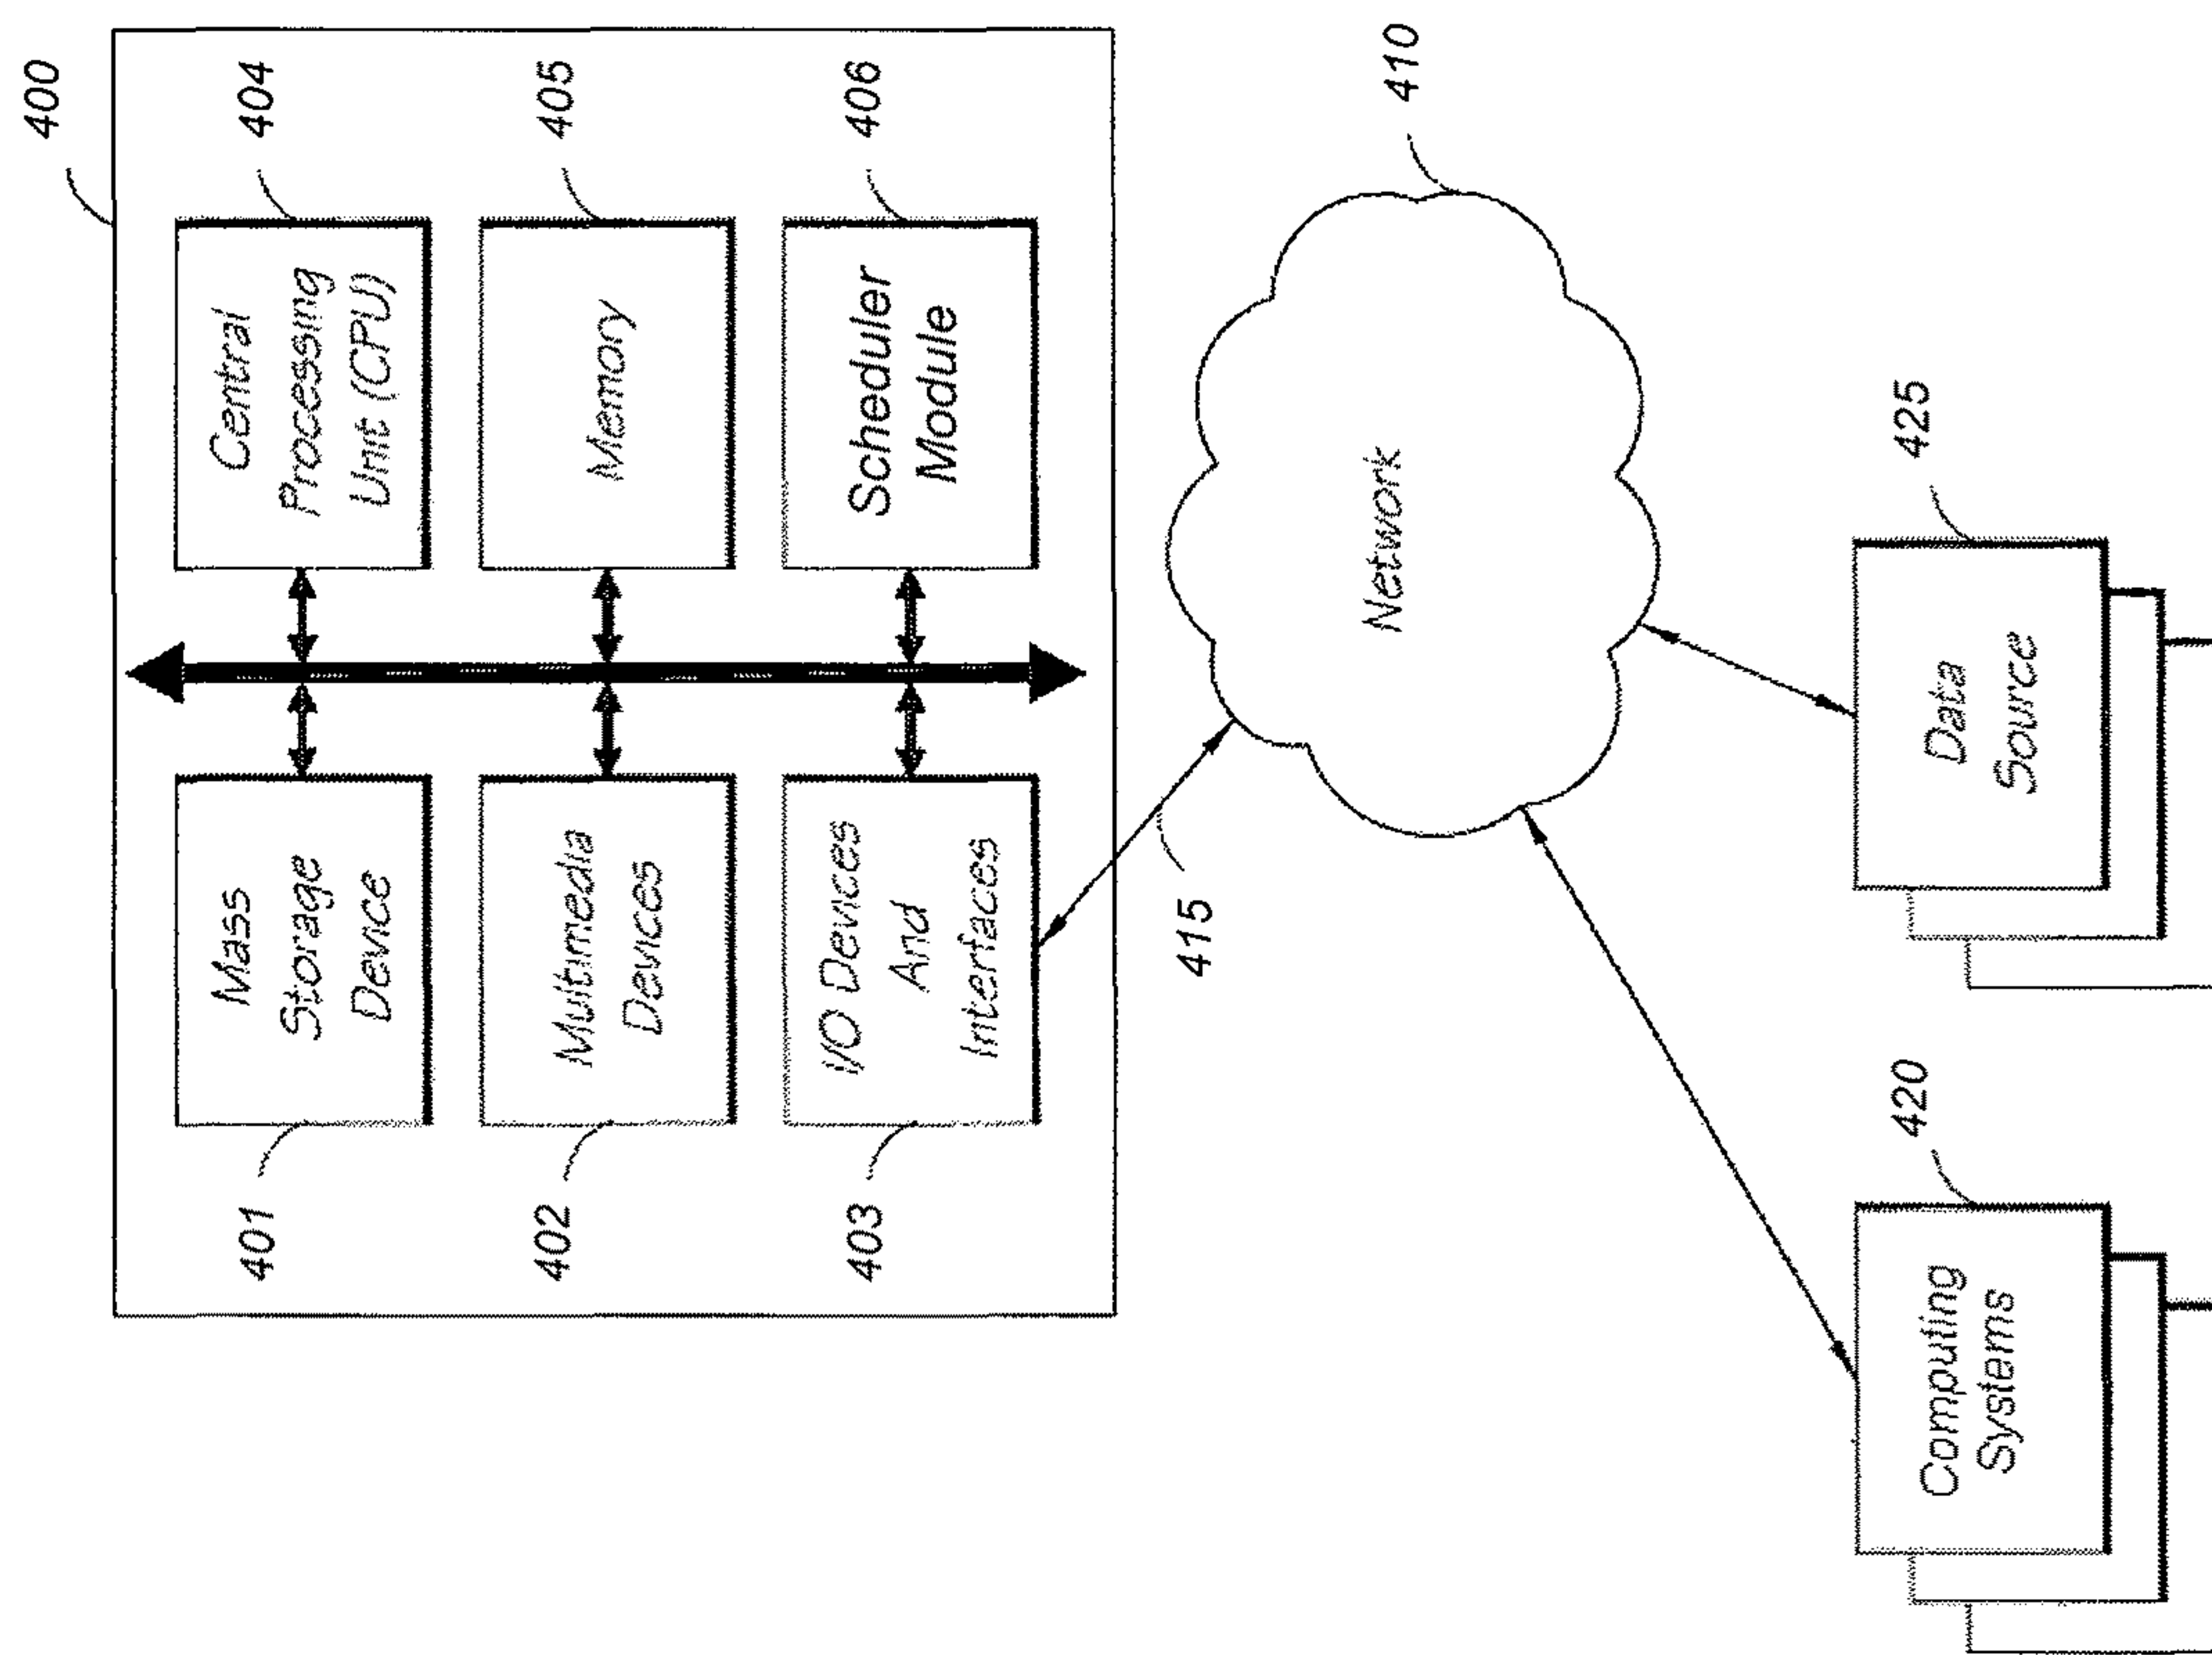 400
401
Mass
Storage
Device
404
Central
Processing
Unit (CPU)
402
Multimedia
Devices
405
Memory
403
I/O Devices
And
Interfaces
406
Scheduler
Module
415
410
Network
420
Computing
Systems
425
Data
Source